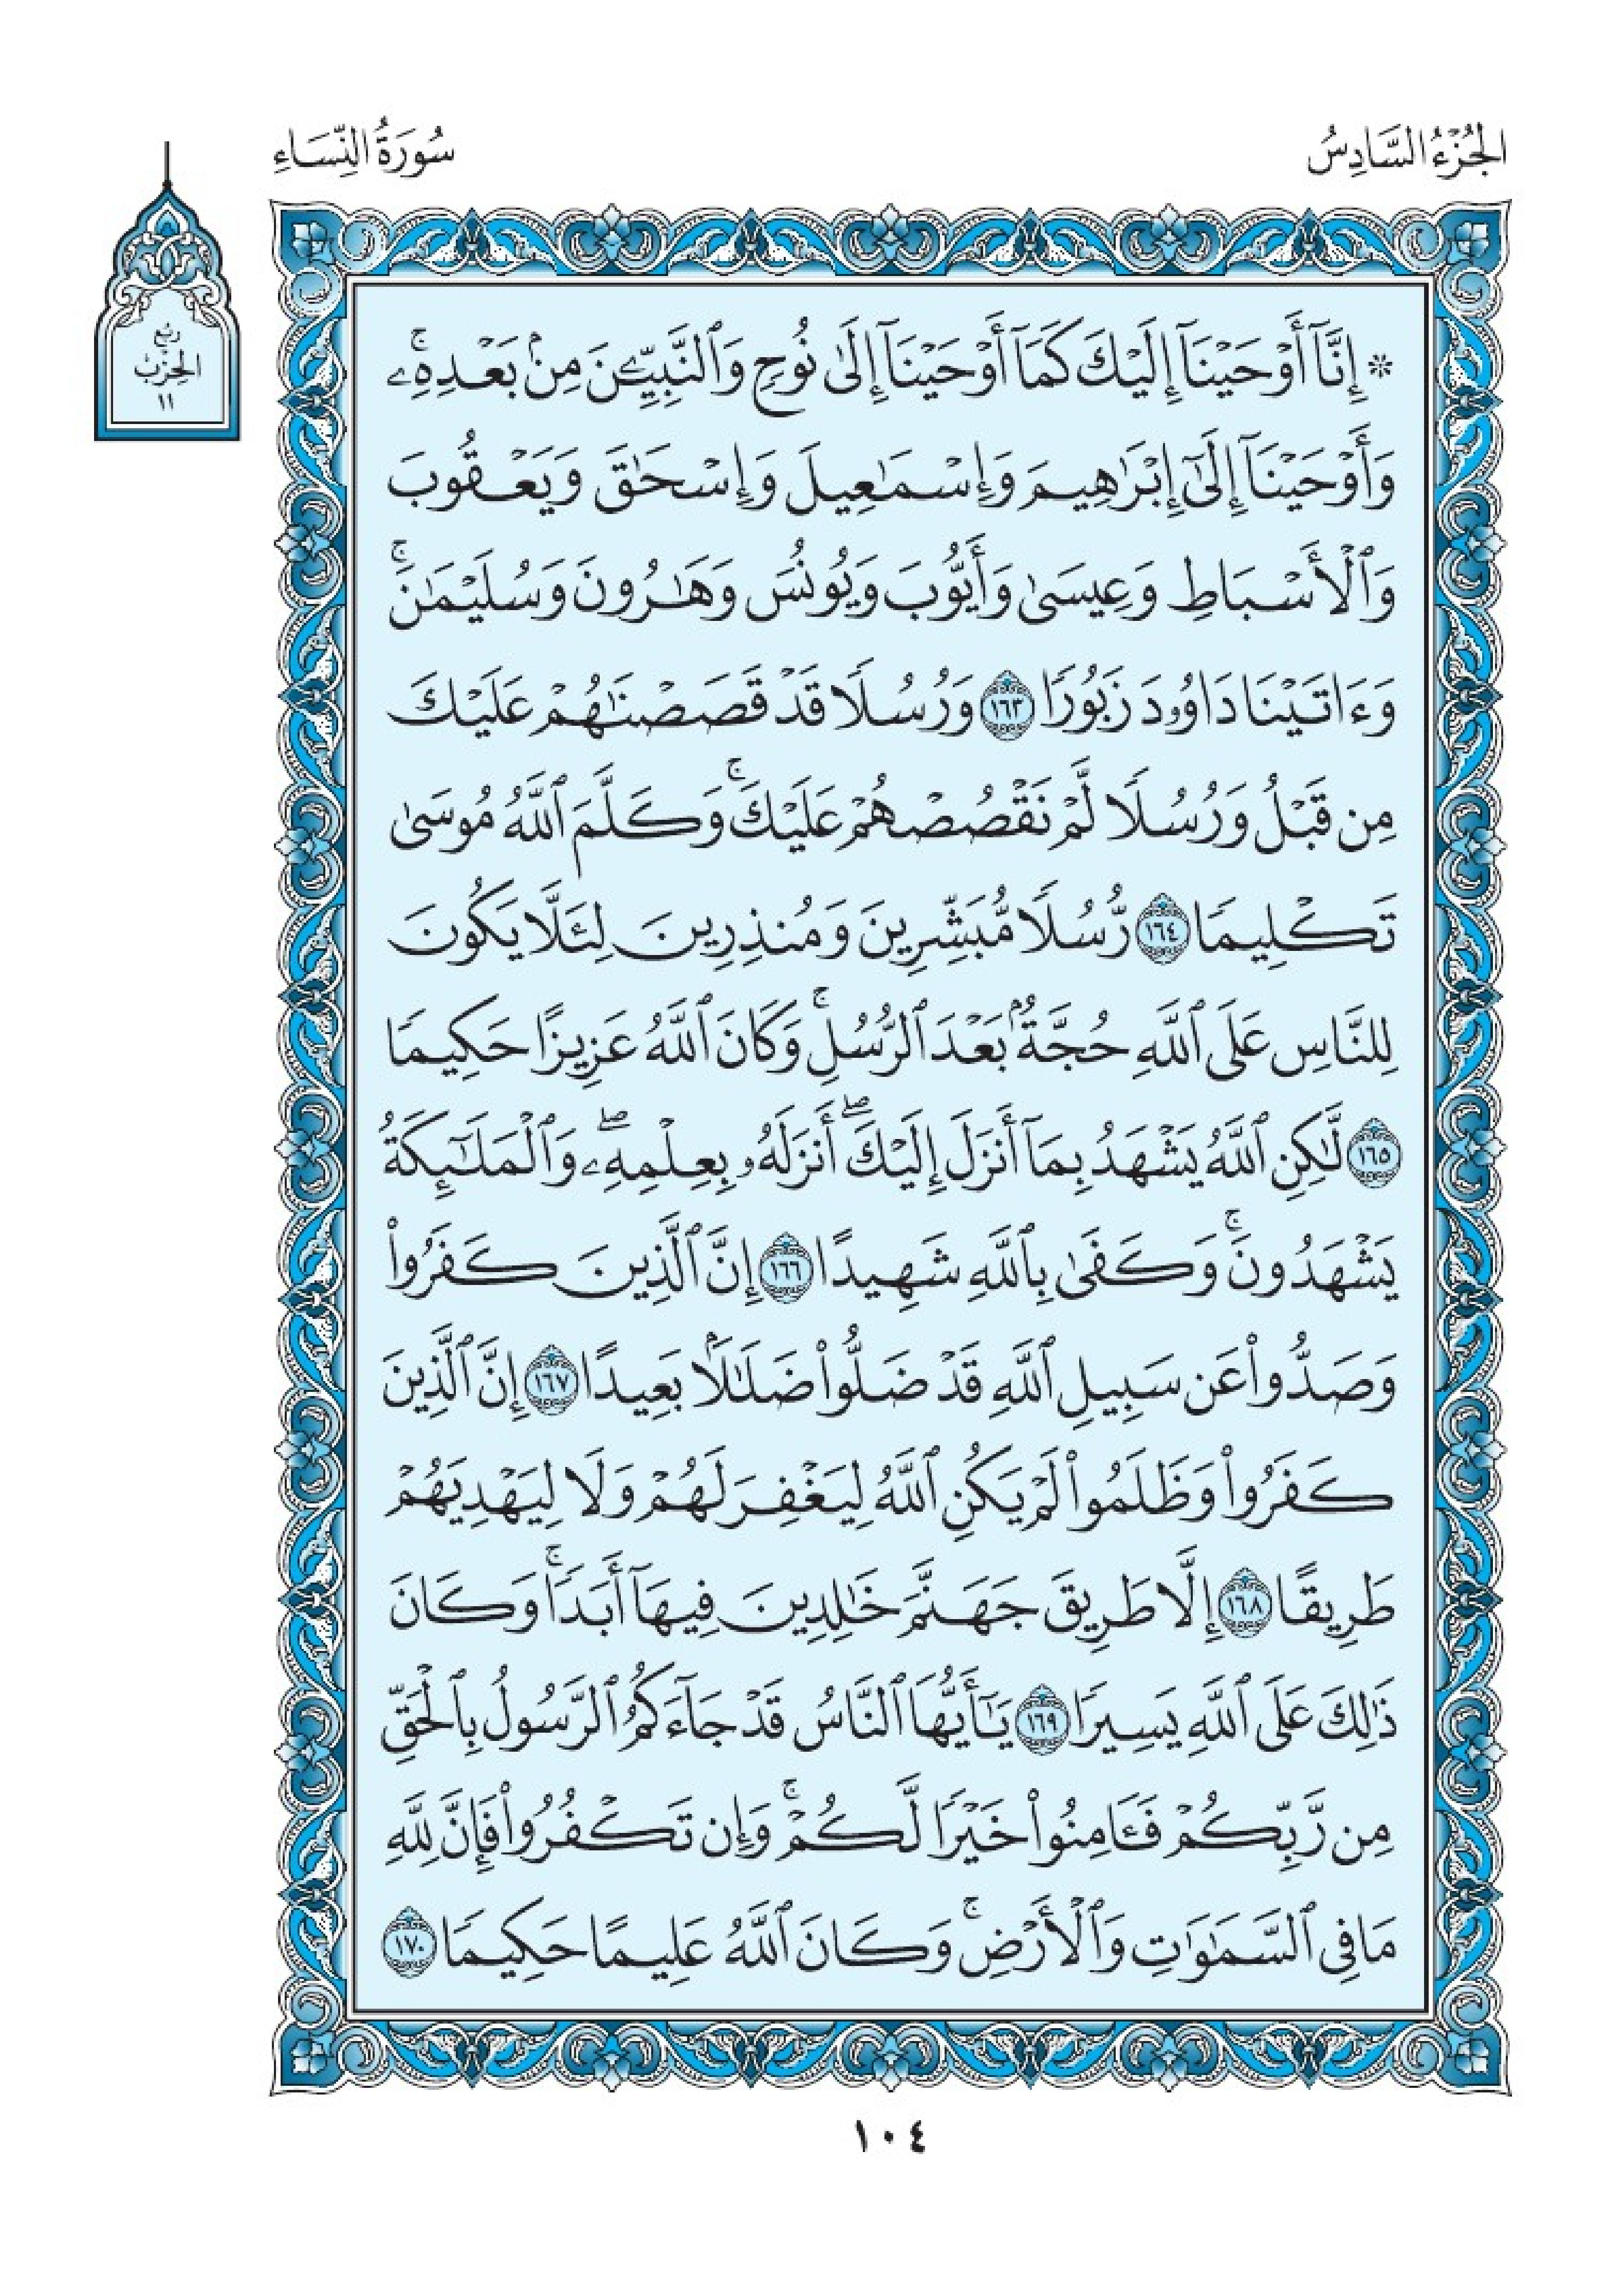 الجُزْءُ السَّادِسُ
سُورَةُ النِّسَاءِ
ربع
الحِزْب
١١
۞ إِنَّآ أَوْحَيْنَآ إِلَيْكَ كَمَآ أَوْحَيْنَآ إِلَىٰ نُوحٍ وَٱلنَّبِيِّـۧنَ مِنۢ بَعْدِهِۦۚ
وَأَوْحَيْنَآ إِلَىٰٓ إِبْرَٰهِيمَ وَإِسْمَٰعِيلَ وَإِسْحَٰقَ وَيَعْقُوبَ
وَٱلْأَسْبَاطِ وَعِيسَىٰ وَأَيُّوبَ وَيُونُسَ وَهَٰرُونَ وَسُلَيْمَٰنَۚ
وَءَاتَيْنَا دَاوُۥدَ زَبُورًا ١٦٣ وَرُسُلًا قَدْ قَصَصْنَٰهُمْ عَلَيْكَ
مِن قَبْلُ وَرُسُلًا لَّمْ نَقْصُصْهُمْ عَلَيْكَۚ وَكَلَّمَ ٱللَّهُ مُوسَىٰ
تَكْلِيمًا ١٦٤ رُّسُلًا مُّبَشِّرِينَ وَمُنذِرِينَ لِئَلَّا يَكُونَ
لِلنَّاسِ عَلَى ٱللَّهِ حُجَّةٌۢ بَعْدَ ٱلرُّسُلِۚ وَكَانَ ٱللَّهُ عَزِيزًا حَكِيمًا
١٦٥ لَّٰكِنِ ٱللَّهُ يَشْهَدُ بِمَآ أَنزَلَ إِلَيْكَۖ أَنزَلَهُۥ بِعِلْمِهِۦۖ وَٱلْمَلَٰٓئِكَةُ
يَشْهَدُونَۚ وَكَفَىٰ بِٱللَّهِ شَهِيدًا ١٦٦ إِنَّ ٱلَّذِينَ كَفَرُوا۟
وَصَدُّوا۟ عَن سَبِيلِ ٱللَّهِ قَدْ ضَلُّوا۟ ضَلَٰلًۢا بَعِيدًا ١٦٧ إِنَّ ٱلَّذِينَ
كَفَرُوا۟ وَظَلَمُوا۟ لَمْ يَكُنِ ٱللَّهُ لِيَغْفِرَ لَهُمْ وَلَا لِيَهْدِيَهُمْ
طَرِيقًا ١٦٨ إِلَّا طَرِيقَ جَهَنَّمَ خَٰلِدِينَ فِيهَآ أَبَدًاۚ وَكَانَ
ذَٰلِكَ عَلَى ٱللَّهِ يَسِيرًا ١٦٩ يَٰٓأَيُّهَا ٱلنَّاسُ قَدْ جَآءَكُمُ ٱلرَّسُولُ بِٱلْحَقِّ
مِن رَّبِّكُمْ فَـَٔامِنُوا۟ خَيْرًا لَّكُمْۚ وَإِن تَكْفُرُوا۟ فَإِنَّ لِلَّهِ
مَا فِى ٱلسَّمَٰوَٰتِ وَٱلْأَرْضِۚ وَكَانَ ٱللَّهُ عَلِيمًا حَكِيمًا ١٧٠
١٠٤